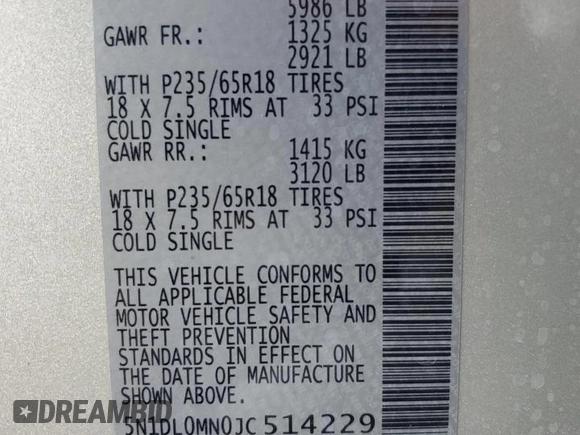 5986 LB
GAWR FR.: 1325 KG
2921 LB
WITH P235/65R18 TIRES
18 X 7.5 RIMS AT 33 PSI
COLD SINGLE
GAWR RR.: 1415 KG
3120 LB
WITH P235/65R18 TIRES
18 X 7.5 RIMS AT 33 PSI
COLD SINGLE
THIS VEHICLE CONFORMS TO
ALL APPLICABLE FEDERAL
MOTOR VEHICLE SAFETY AND
THEFT PREVENTION
STANDARDS IN EFFECT ON
THE DATE OF MANUFACTURE
SHOWN ABOVE.
5N1DL0MN0JC514229
DREAMBID